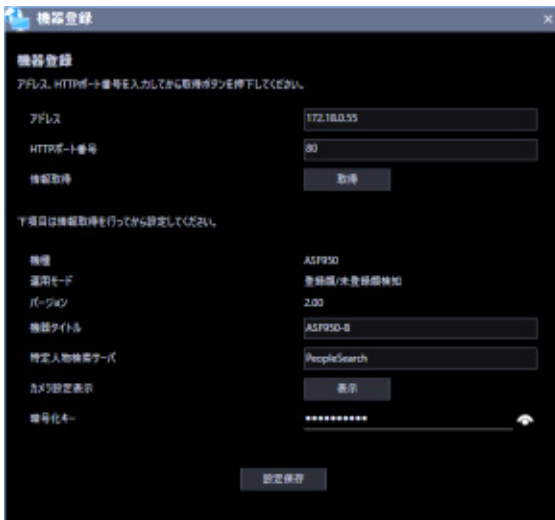 機器登録
機器登録
アドレス、HTTPポート番号を入力してから取得ボタンを押下してください。
アドレス 172.18.0.55
HTTPポート番号 80
情報取得 取得
下項目は情報取得を行ってから設定してください。
機種 ASF950
運用モード 登録顔/未登録顔検知
バージョン 2.00
機器タイトル ASF950-B
特定人物検索サーバ PeopleSearch
カメラ設定表示 表示
暗号化キー ••••••••••
設定保存